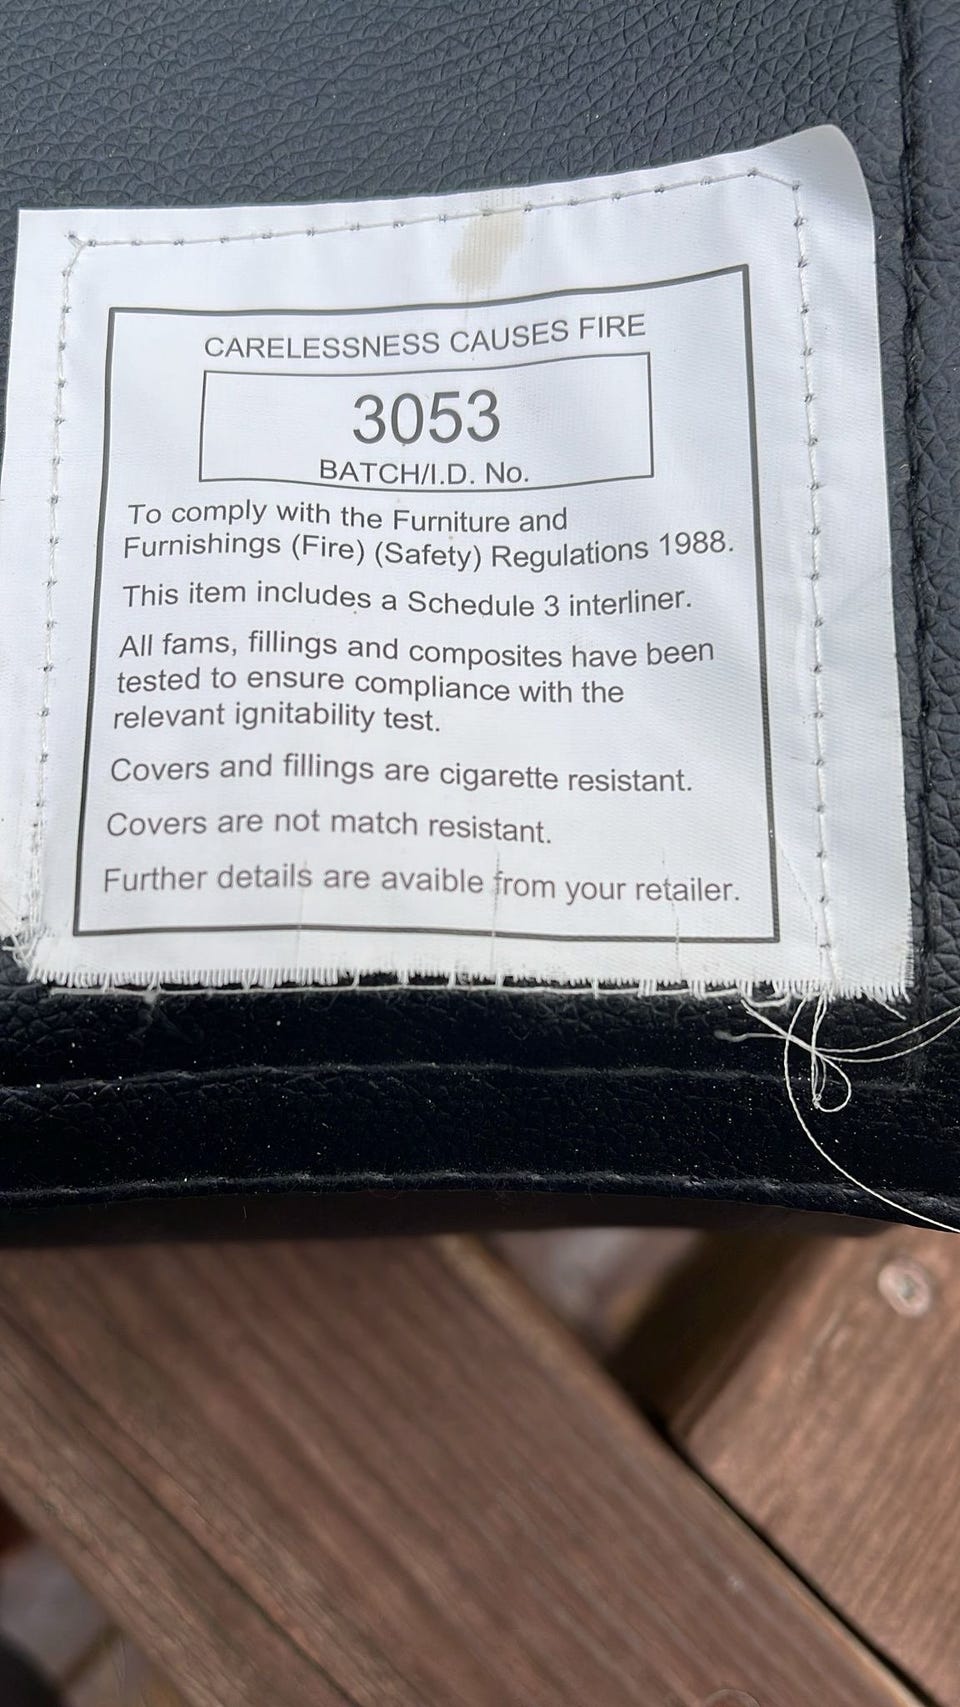 CARELESSNESS CAUSES FIRE
3053
BATCH/I.D. No.
To comply with the Furniture and
Furnishings (Fire) (Safety) Regulations 1988.
This item includes a Schedule 3 interliner.
All fams, fillings and composites have been
tested to ensure compliance with the
relevant ignitability test.
Covers and fillings are cigarette resistant.
Covers are not match resistant.
Further details are avaible from your retailer.